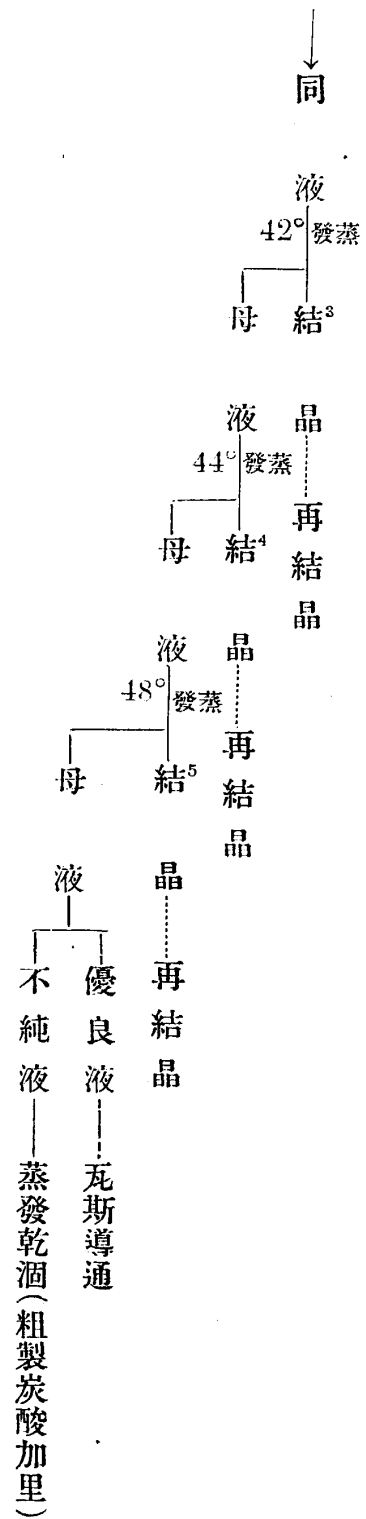 同
液
42° 蒸發
結³晶……再結晶
母液
44° 蒸發
結⁴晶……再結晶
母液
48° 蒸發
結⁵晶……再結晶
母液
優良液——瓦斯導通
不純液——蒸發乾涸(粗製炭酸加里)